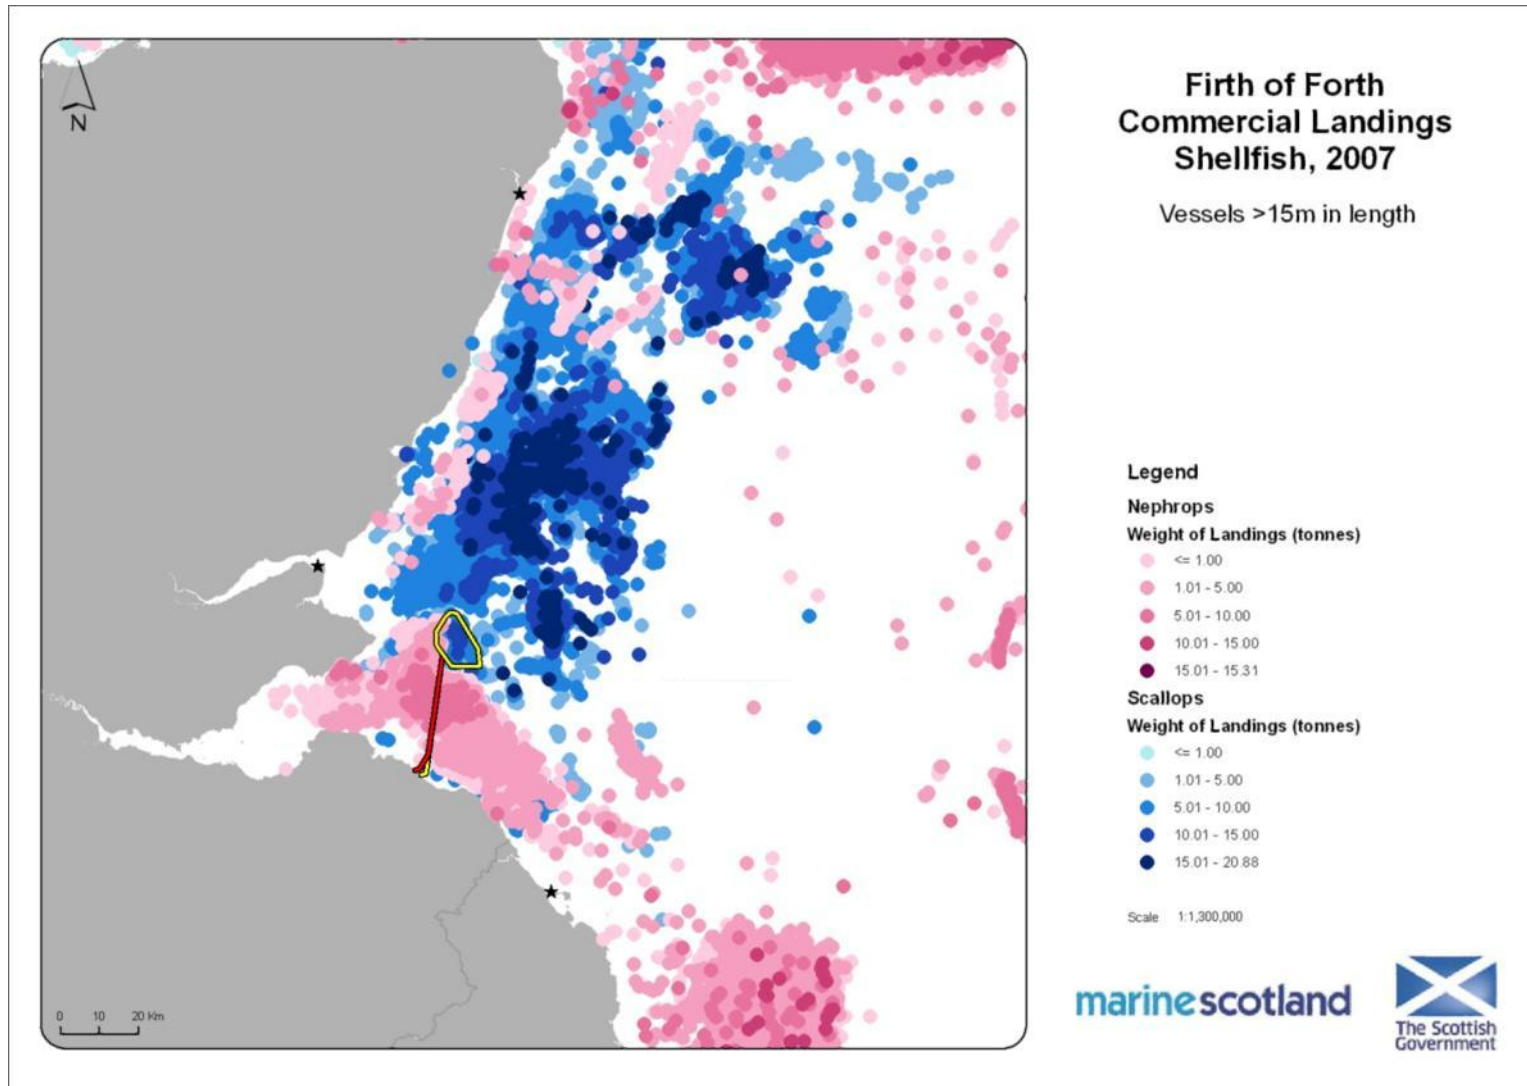 Firth of Forth
Commercial Landings
Shellfish, 2007
Vessels >15m in length
N
Legend
Nephrops
Weight of Landings (tonnes)
<= 1.00
1.01 - 5.00
5.01 - 10.00
10.01 - 15.00
15.01 - 15.31
Scallops
Weight of Landings (tonnes)
<= 1.00
1.01 - 5.00
5.01 - 10.00
10.01 - 15.00
15.01 - 20.88
Scale 1:1,300,000
0 10 20 Km
marinescotland
The Scottish
Government